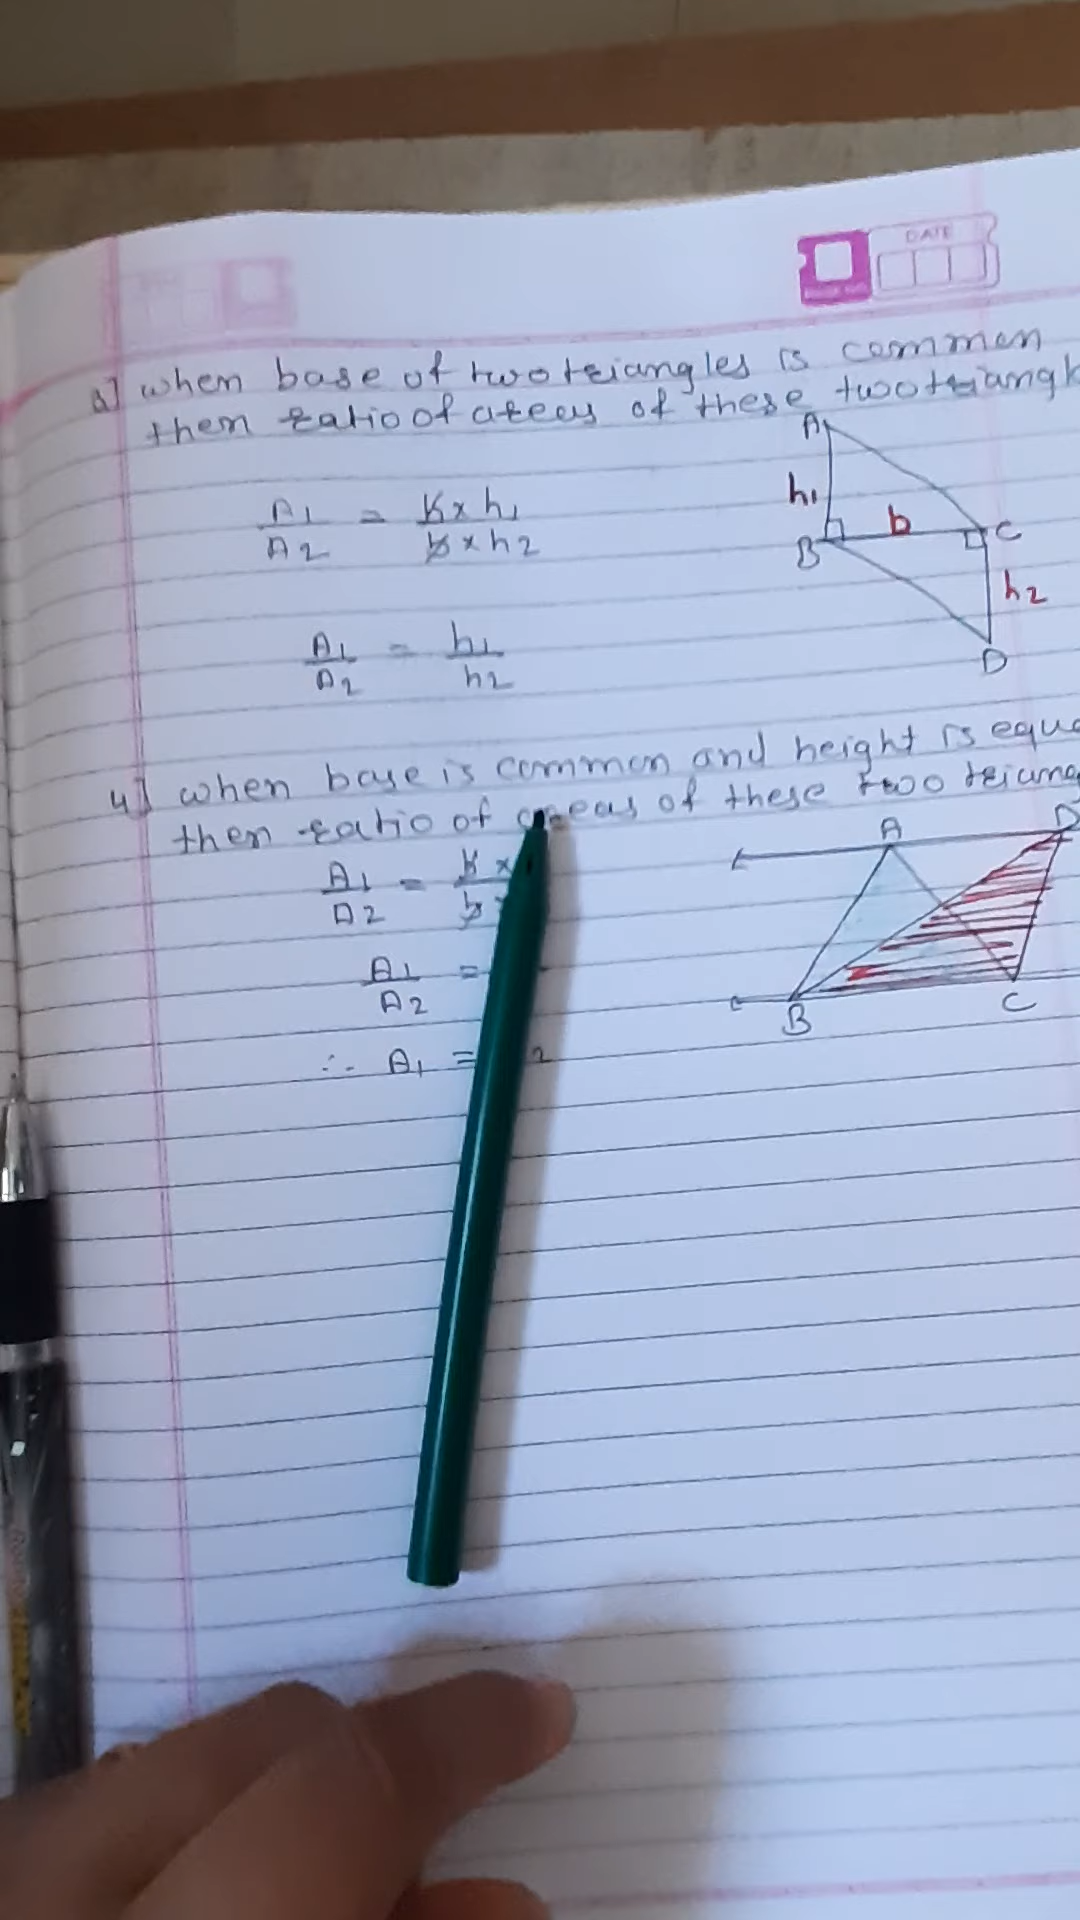 DATE
3] when base of two triangles is common
then ratio of areas of these two triangl
A1/A2 = b x h1 / b x h2
A
h1
b
B
C
h2
D
A1/A2 = h1/h2
4] when base is common and height is equa
then ratio of areas of these two triang
A D
A1/A2 = b x / b
A1/A2 =
B C
∴ A1 = 2